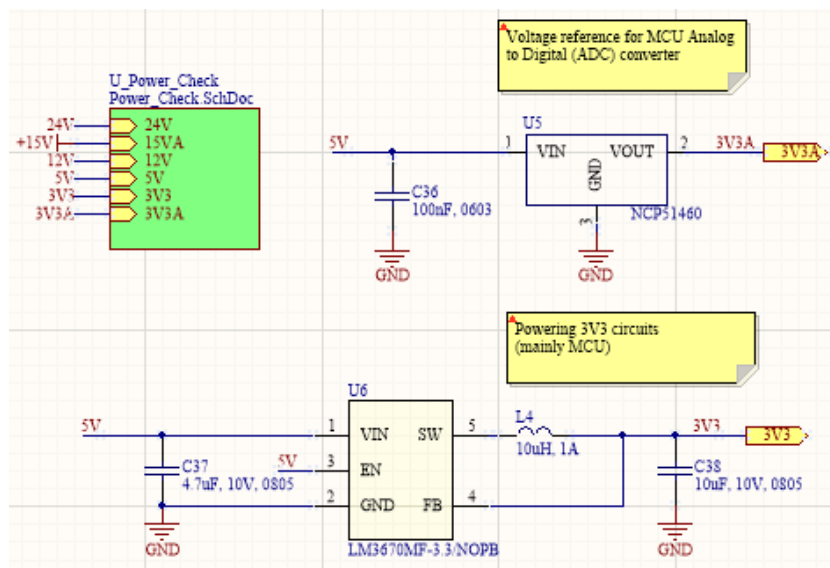 Voltage reference for MCU Analog
to Digital (ADC) converter
U_Power_Check
Power_Check.SchDoc
24V 24V
+15V 15VA
12V 12V
5V 5V
3V3 3V3
3V3A 3V3A
5V
C36
100nF, 0603
GND
U5
1 VIN VOUT 2
GND
3
NCP51460
GND
3V3A 3V3A
Powering 3V3 circuits
(mainly MCU)
U6
5V
C37
4.7uF, 10V, 0805
GND
5V
1 VIN SW 5
3 EN
2 GND FB 4
LM3670MF-3.3/NOPB
L4
10uH, 1A
3V3 3V3
C38
10uF, 10V, 0805
GND